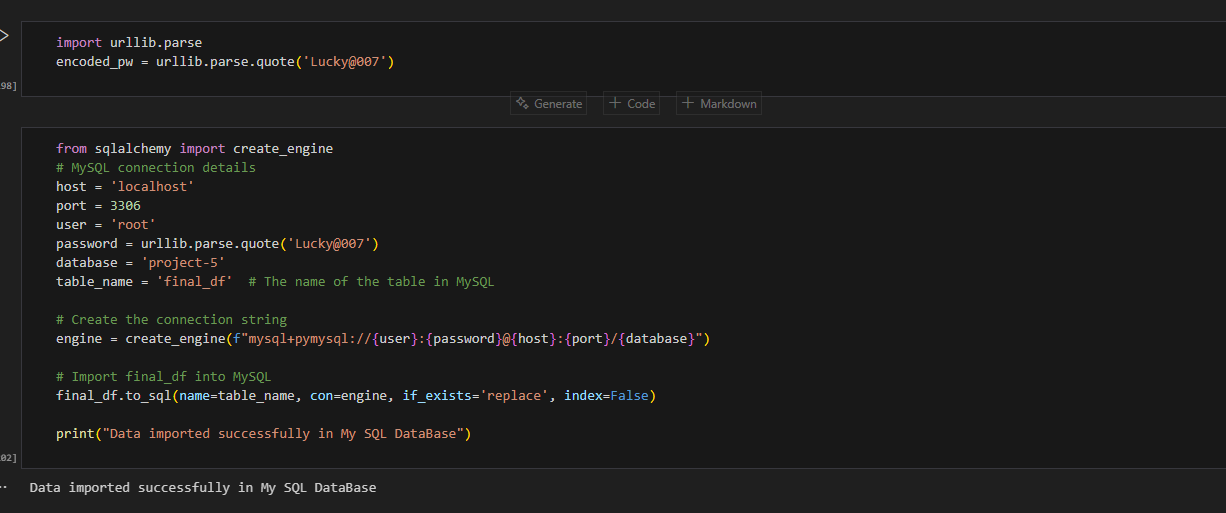 import urllib.parse
encoded_pw = urllib.parse.quote('Lucky@007')
98]
Generate + Code + Markdown
from sqlalchemy import create_engine
# MySQL connection details
host = 'localhost'
port = 3306
user = 'root'
password = urllib.parse.quote('Lucky@007')
database = 'project-5'
table_name = 'final_df'  # The name of the table in MySQL
# Create the connection string
engine = create_engine(f"mysql+pymysql://{user}:{password}@{host}:{port}/{database}")
# Import final_df into MySQL
final_df.to_sql(name=table_name, con=engine, if_exists='replace', index=False)
print("Data imported successfully in My SQL DataBase")
02]
Data imported successfully in My SQL DataBase